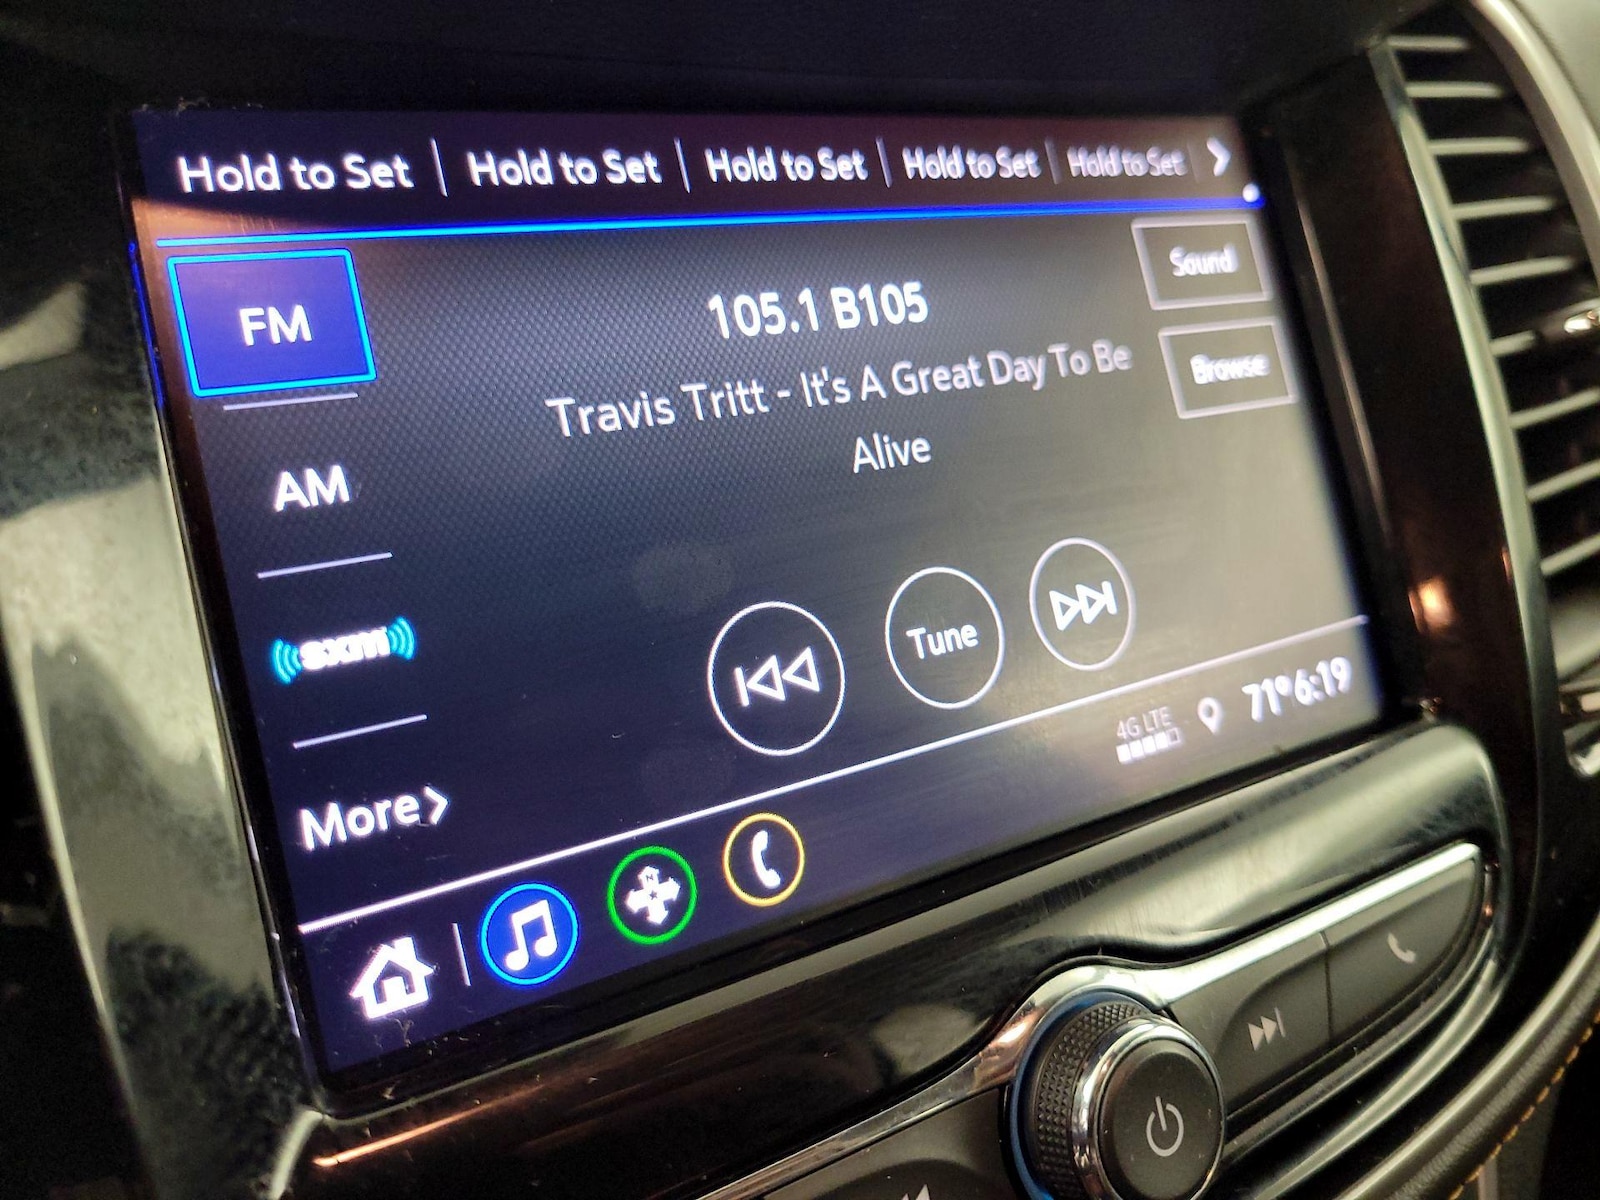 Hold to Set Hold to Set Hold to Set Hold to Set Hold to Set
Sound
FM
105.1 B105
Browse
Travis Tritt - It's A Great Day To Be
Alive
AM
sxm
Tune
4G LTE
71° 6:19
More
N